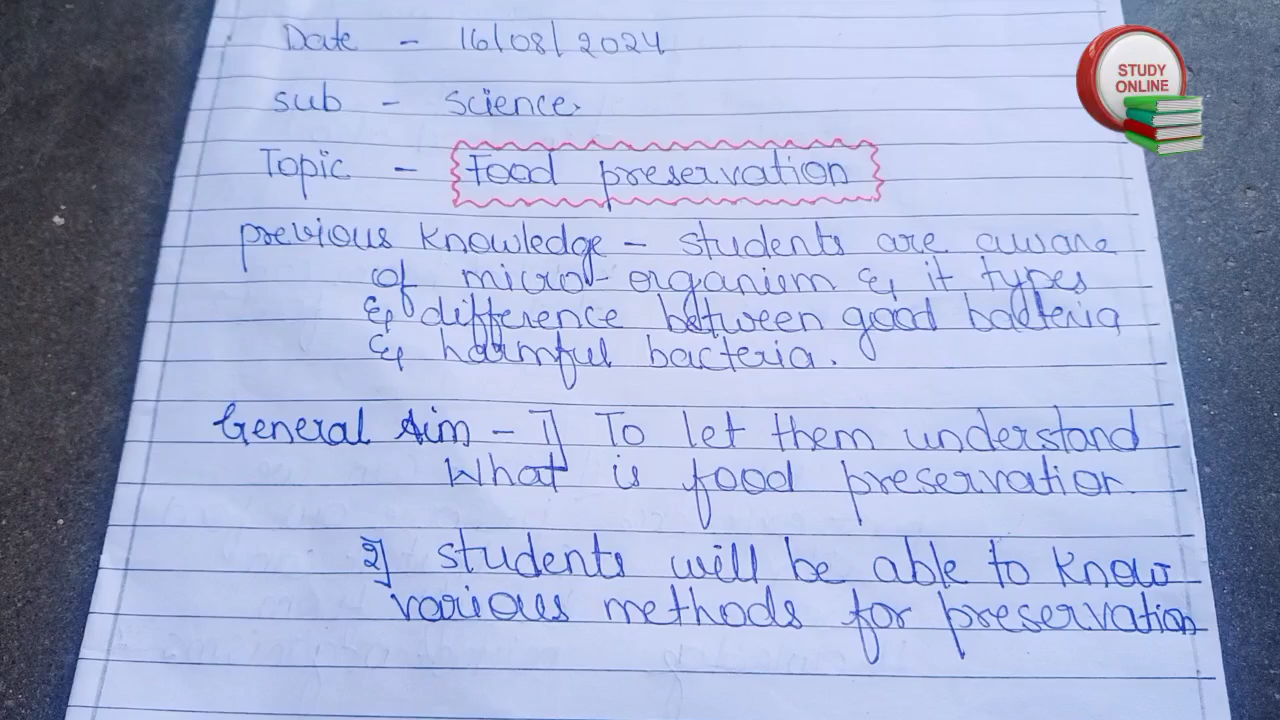 Date - 16/08/2024
sub - science.
Topic - Food preservation
previous knowledge - students are aware
of micro-organiem & it types
& difference between good bacteria
& harmful bacteria.
General Aim - 1] To let them understand
What is food preservation.
2] students will be able to know
various methods for preservation
STUDY
ONLINE